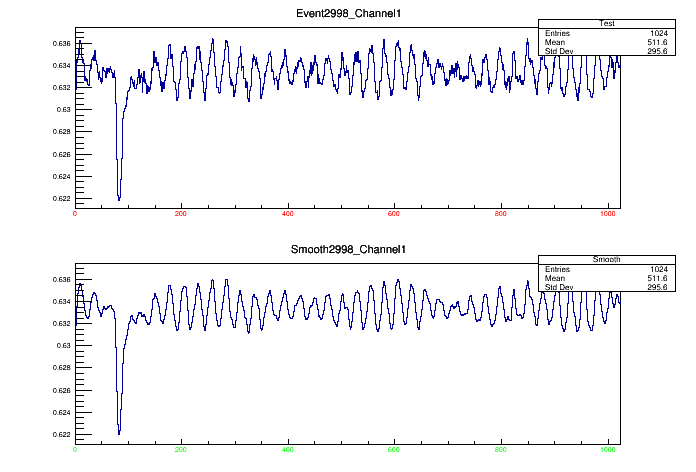 Event2998_Channel1
Test
Entries 1024
Mean 511.6
Std Dev 295.6
0.636
0.634
0.632
0.63
0.628
0.626
0.624
0.622
0 200 400 600 800 1000
Smooth2998_Channel1
Smooth
Entries 1024
Mean 511.6
Std Dev 295.6
0.636
0.634
0.632
0.63
0.628
0.626
0.624
0.622
0 200 400 600 800 1000